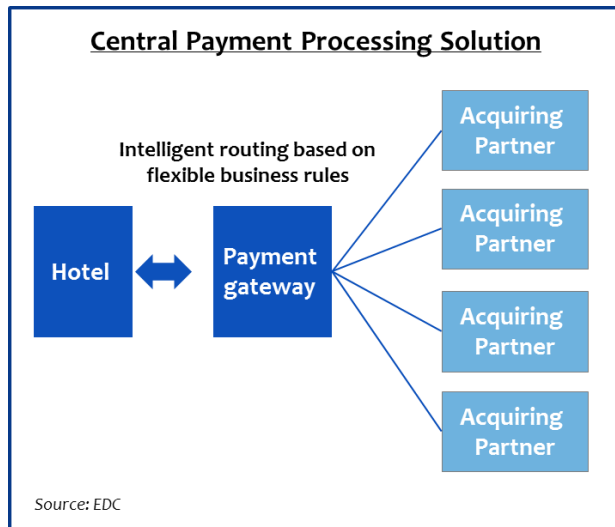 Central Payment Processing Solution
Intelligent routing based on
flexible business rules
Hotel
Payment
gateway
Acquiring
Partner
Acquiring
Partner
Acquiring
Partner
Acquiring
Partner
Source: EDC